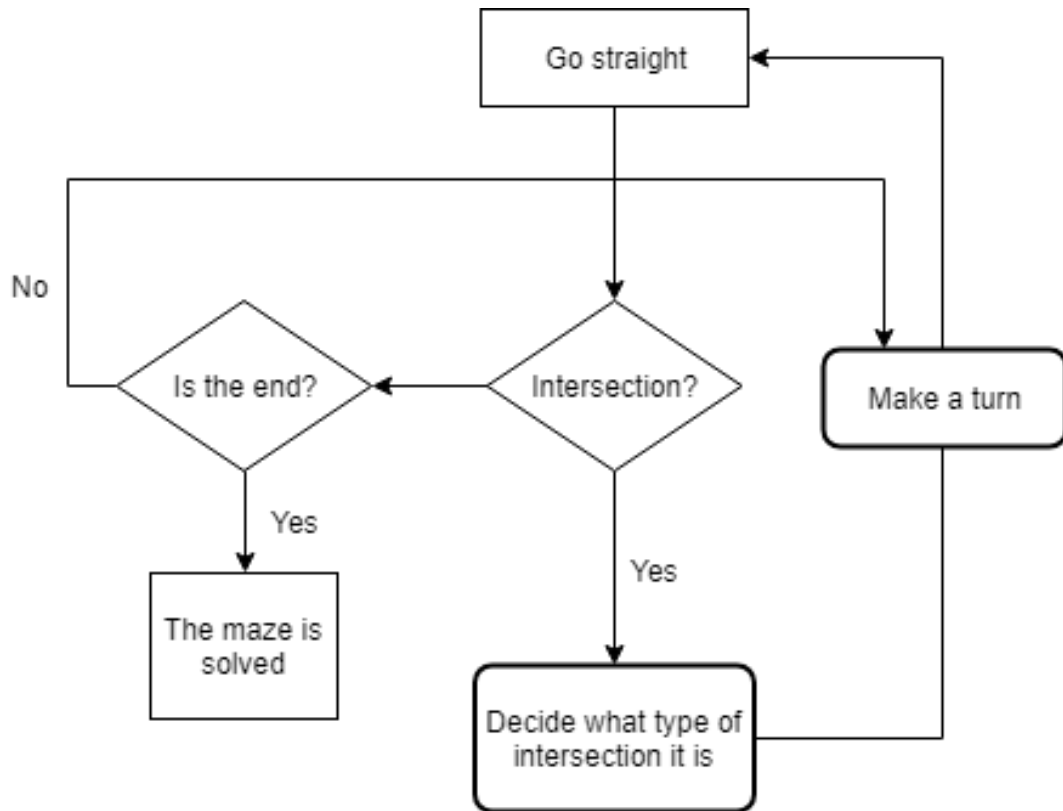 Go straight
No
Is the end?
Intersection?
Make a turn
Yes
Yes
The maze is
solved
Decide what type of
intersection it is